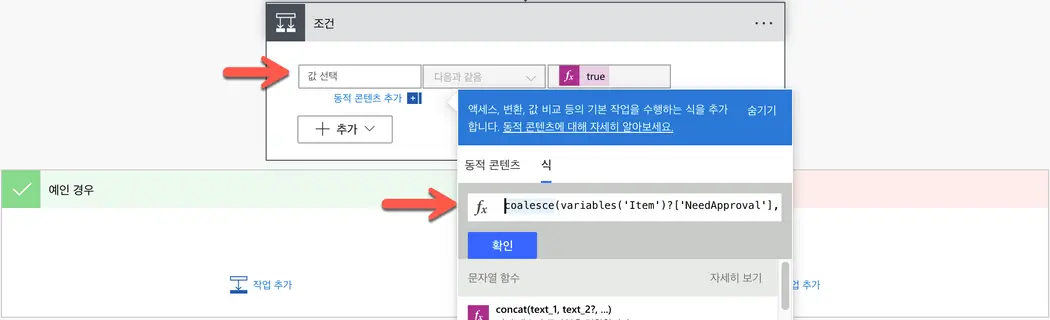 조건
값 선택
다음과 같음
fx true
동적 콘텐츠 추가
추가
액세스, 변환, 값 비교 등의 기본 작업을 수행하는 식을 추가
합니다. 동적 콘텐츠에 대해 자세히 알아보세요.
숨기기
동적 콘텐츠
식
예인 경우
fx coalesce(variables('Item')?['NeedApproval'],
확인
문자열 함수
자세히 보기
작업 추가
업 추가
fx concat(text_1, text_2?, ...)